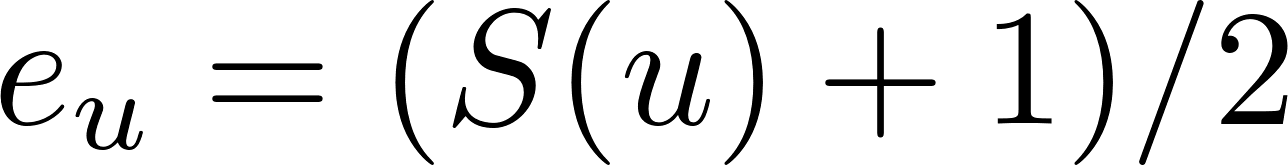 e_u = (S(u) + 1)/2